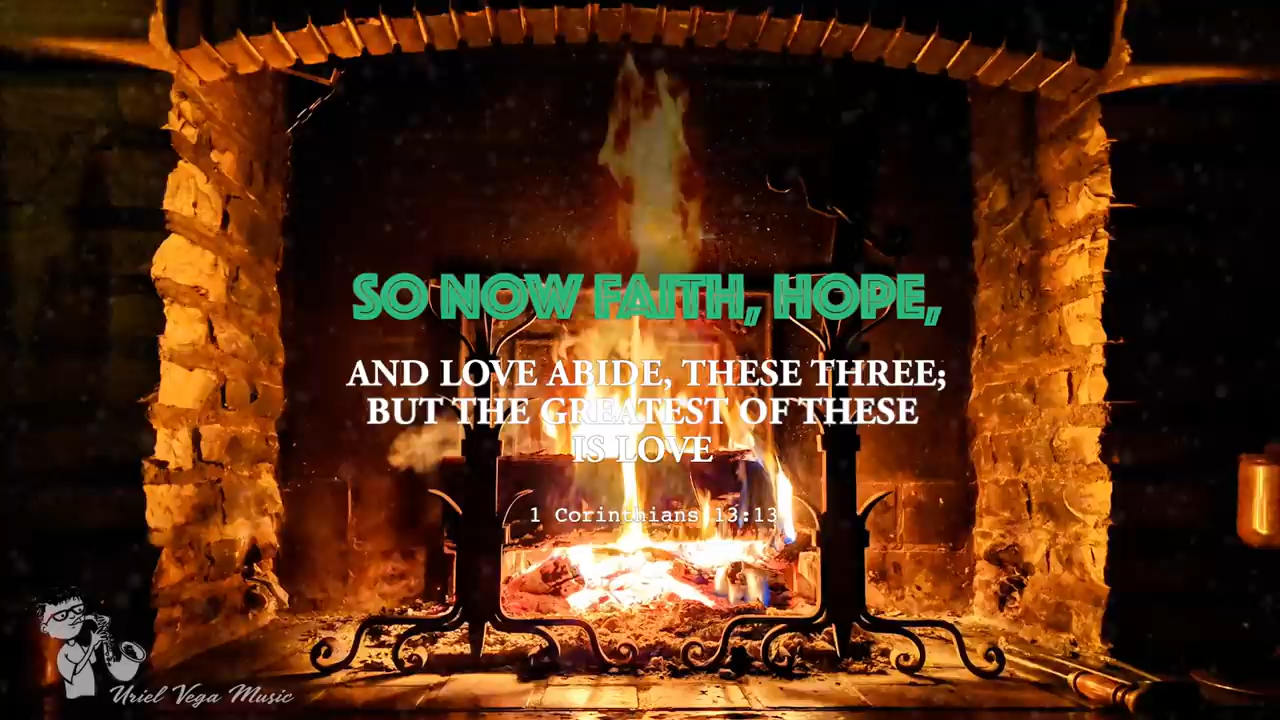 SO NOW FAITH, HOPE,
AND LOVE ABIDE, THESE THREE;
BUT THE GREATEST OF THESE
IS LOVE
1 Corinthians 13:13
Uriel Vega Music